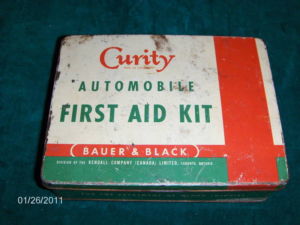 Curity
AUTOMOBILE
FIRST AID KIT
(BAUER & BLACK)
DIVISION OF THE KENDALL COMPANY (CANADA) LIMITED, TORONTO, ONTARIO
01/26/2011